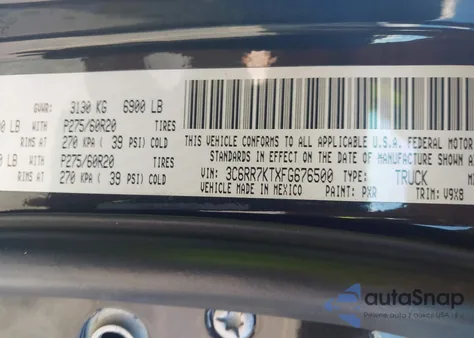 GVWR: 3130 KG 6900 LB
0 LB WITH P275/60R20 TIRES
RIMS AT 270 KPA ( 39 PSI) COLD
0 LB WITH P275/60R20 TIRES
RIMS AT 270 KPA ( 39 PSI) COLD
THIS VEHICLE CONFORMS TO ALL APPLICABLE U.S.A. FEDERAL MOTOR
STANDARDS IN EFFECT ON THE DATE OF MANUFACTURE
VIN: 3C6RR7KTXFG676500 TYPE: TRUCK
VEHICLE MADE IN MEXICO PAINT: PXR TRIM: V9X8
autoSnap